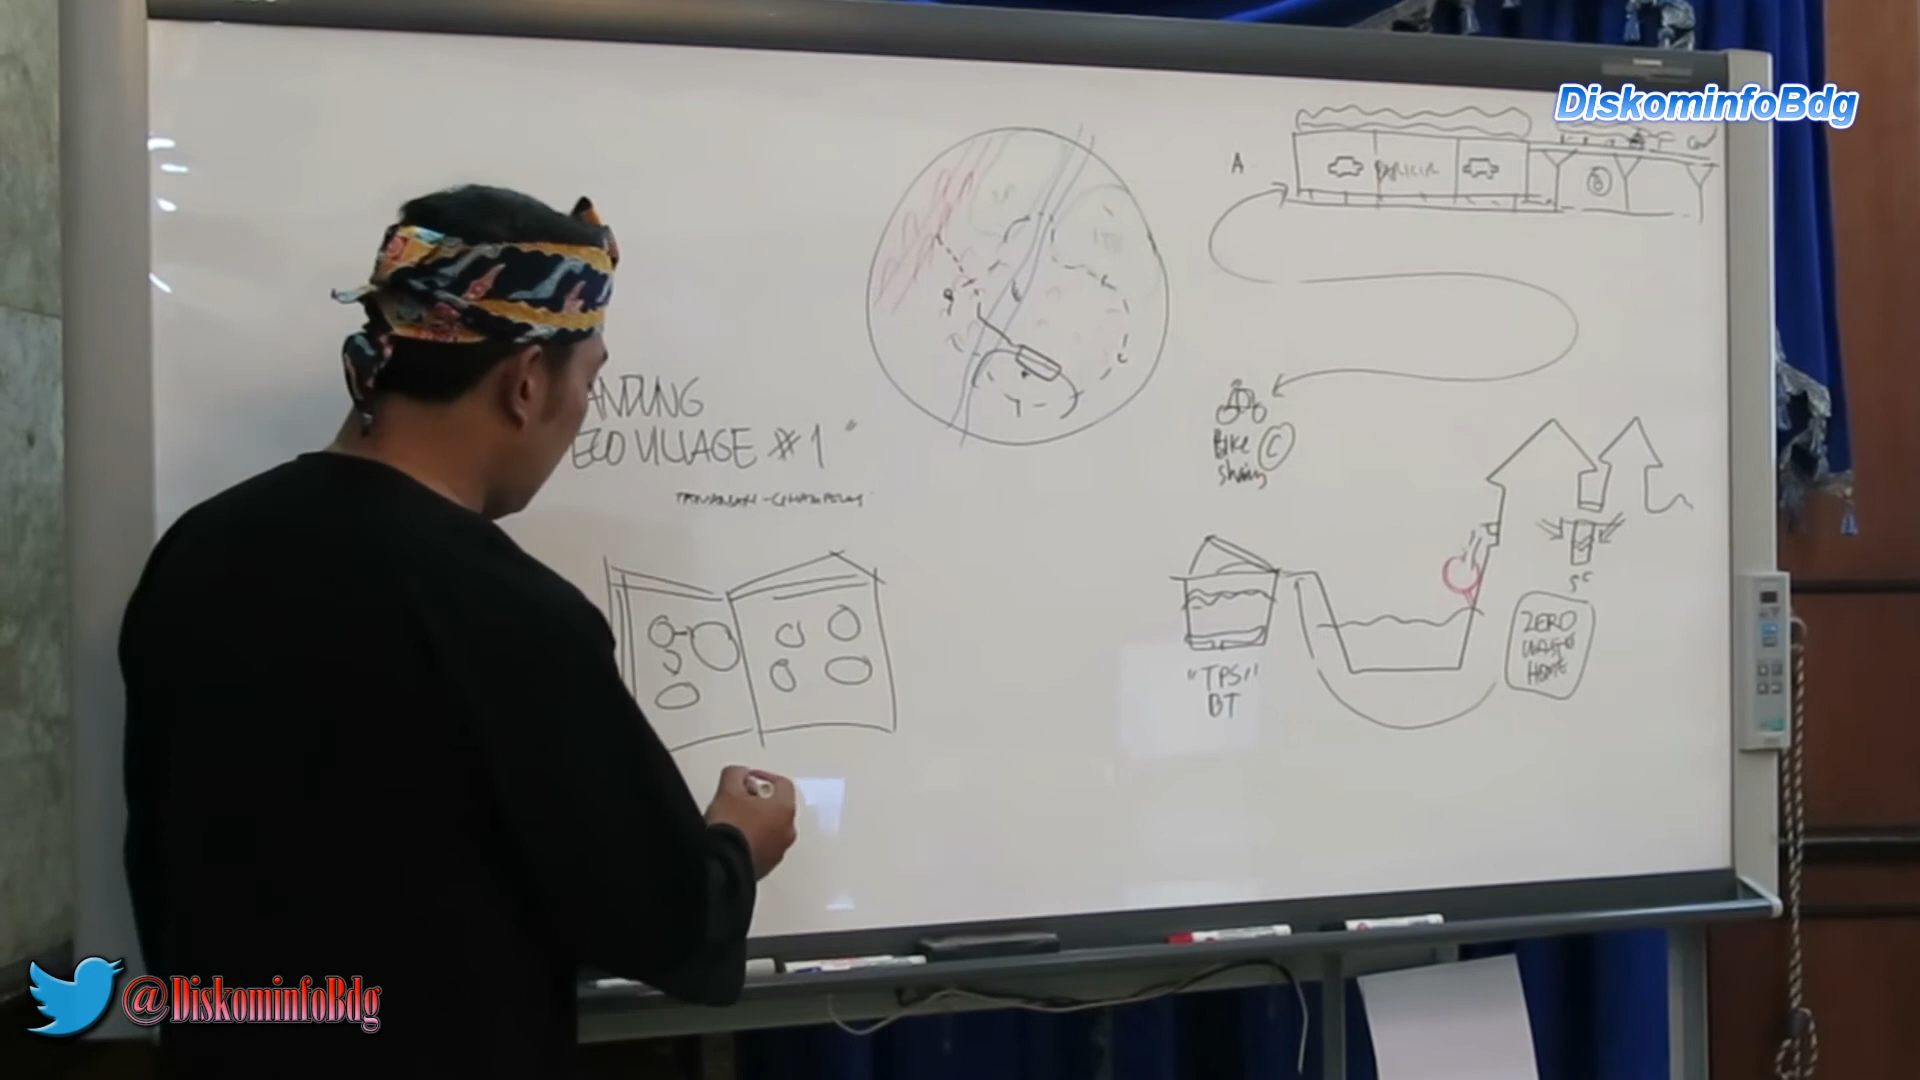 DiskominfoBdg
A
PARKIR
B
ANDUNG
ECO VILLAGE #1"
Bike C
Sharing
"TPS"
BT
ZERO
WASTE
HOME
@DiskominfoBdg